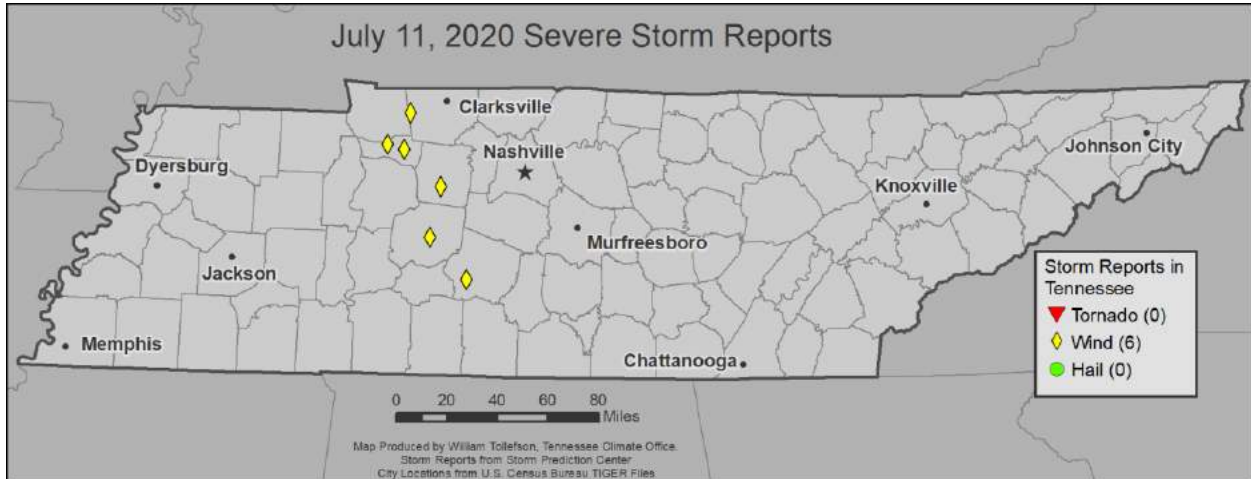 July 11, 2020 Severe Storm Reports
Clarksville
Nashville
Dyersburg
Johnson City
Knoxville
Murfreesboro
Jackson
Memphis
Chattanooga
Storm Reports in
Tennessee
Tornado (0)
Wind (6)
Hail (0)
0 20 40 60 80
Miles
Map Produced by William Tollefson, Tennessee Climate Office.
Storm Reports from Storm Prediction Center
City Locations from U.S. Census Bureau TIGER Files